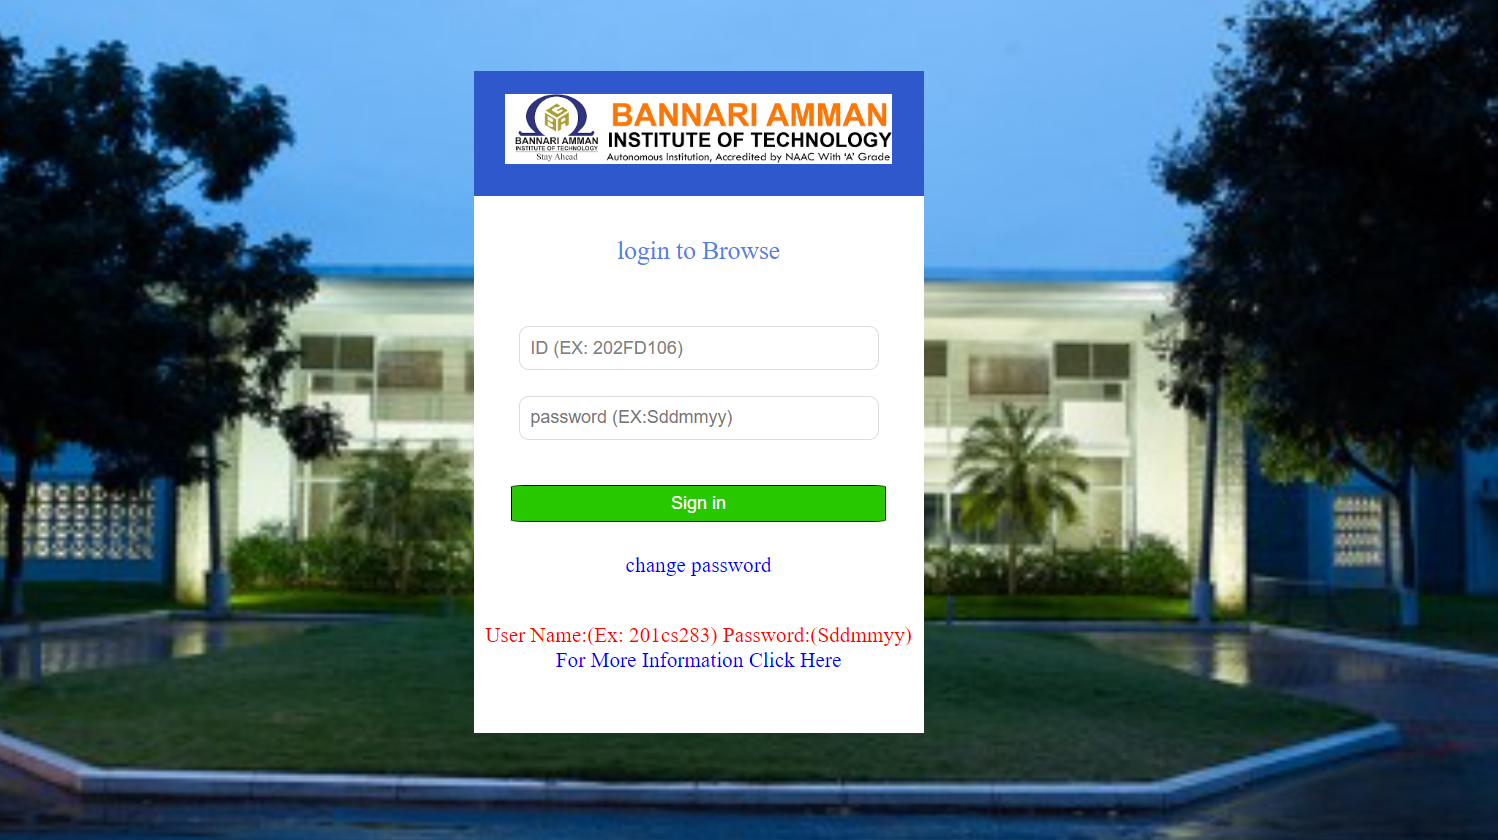 BANNARI AMMAN
INSTITUTE OF TECHNOLOGY
Stay Ahead
BANNARI AMMAN
INSTITUTE OF TECHNOLOGY
Autonomous Institution, Accredited by NAAC With 'A' Grade
login to Browse
ID (EX: 202FD106)
password (EX:Sddmmyy)
Sign in
change password
User Name:(Ex: 201cs283) Password:(Sddmmyy)
For More Information Click Here